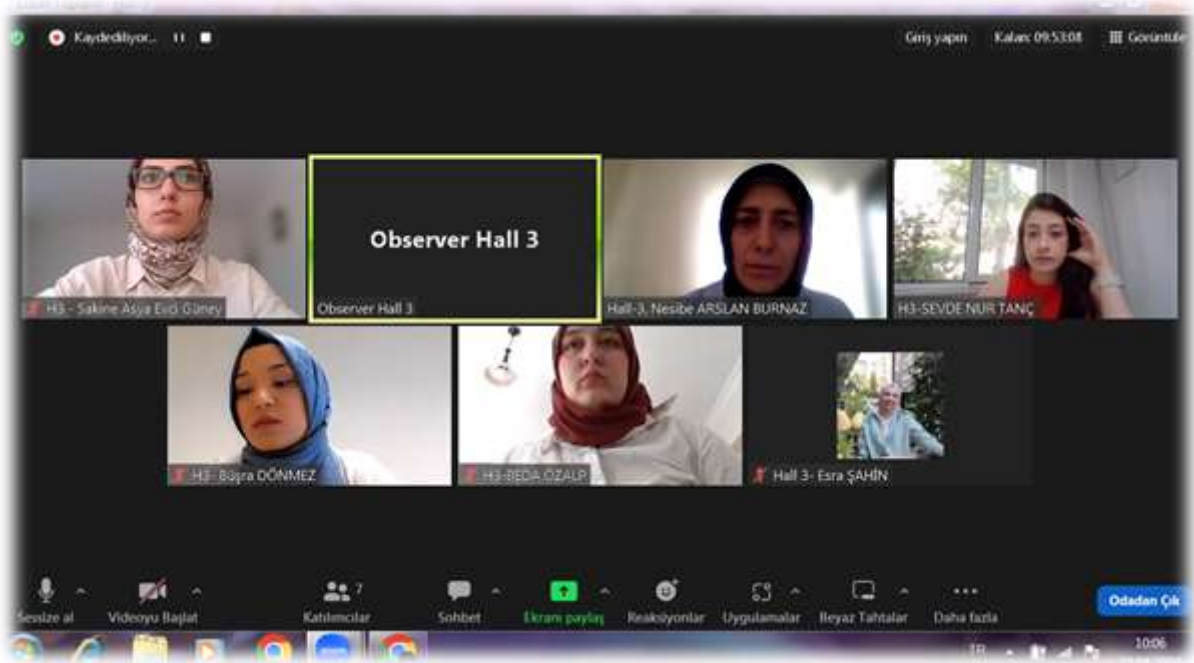 Kaydediliyor...
Giriş yapın
Kalan: 09:53:08
Görüntüle
Observer Hall 3
H3 - Sakine Asya Evci Güney
Observer Hall 3
Hall-3, Nesibe ARSLAN BURNAZ
H3-SEVDE NUR TANÇ
H3- Büşra DÖNMEZ
H3-BEDA ÖZALP
Hall 3- Esra ŞAHİN
Sessize al
Videoyu Başlat
Katılımcılar
7
Sohbet
Ekranı paylaş
Reaksiyonlar
Uygulamalar
Beyaz Tahtalar
Daha fazla
Odadan Çık
TR
10:06